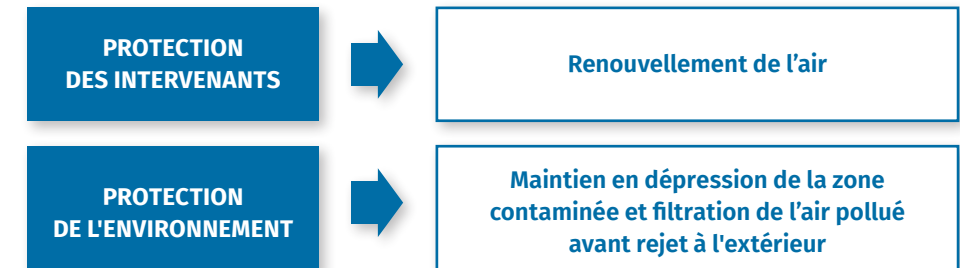 PROTECTION
DES INTERVENANTS
Renouvellement de l’air
PROTECTION
DE L'ENVIRONNEMENT
Maintien en dépression de la zone
contaminée et filtration de l’air pollué
avant rejet à l'extérieur